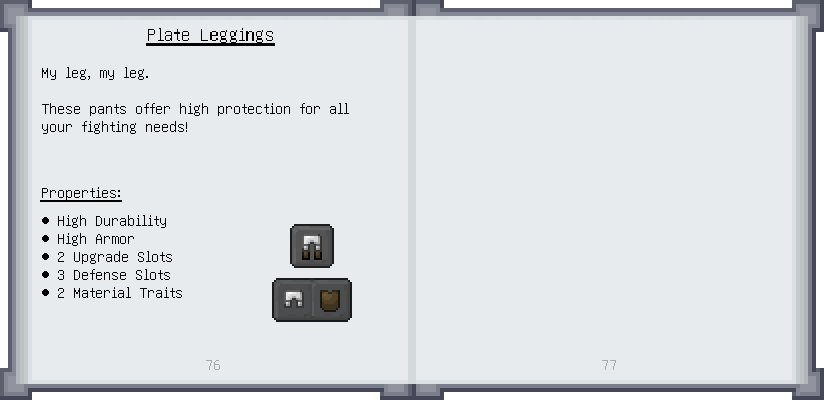 Plate Leggings
My leg, my leg.
These pants offer high protection for all
your fighting needs!
Properties:
● High Durability
● High Armor
● 2 Upgrade Slots
● 3 Defense Slots
● 2 Material Traits
76
77